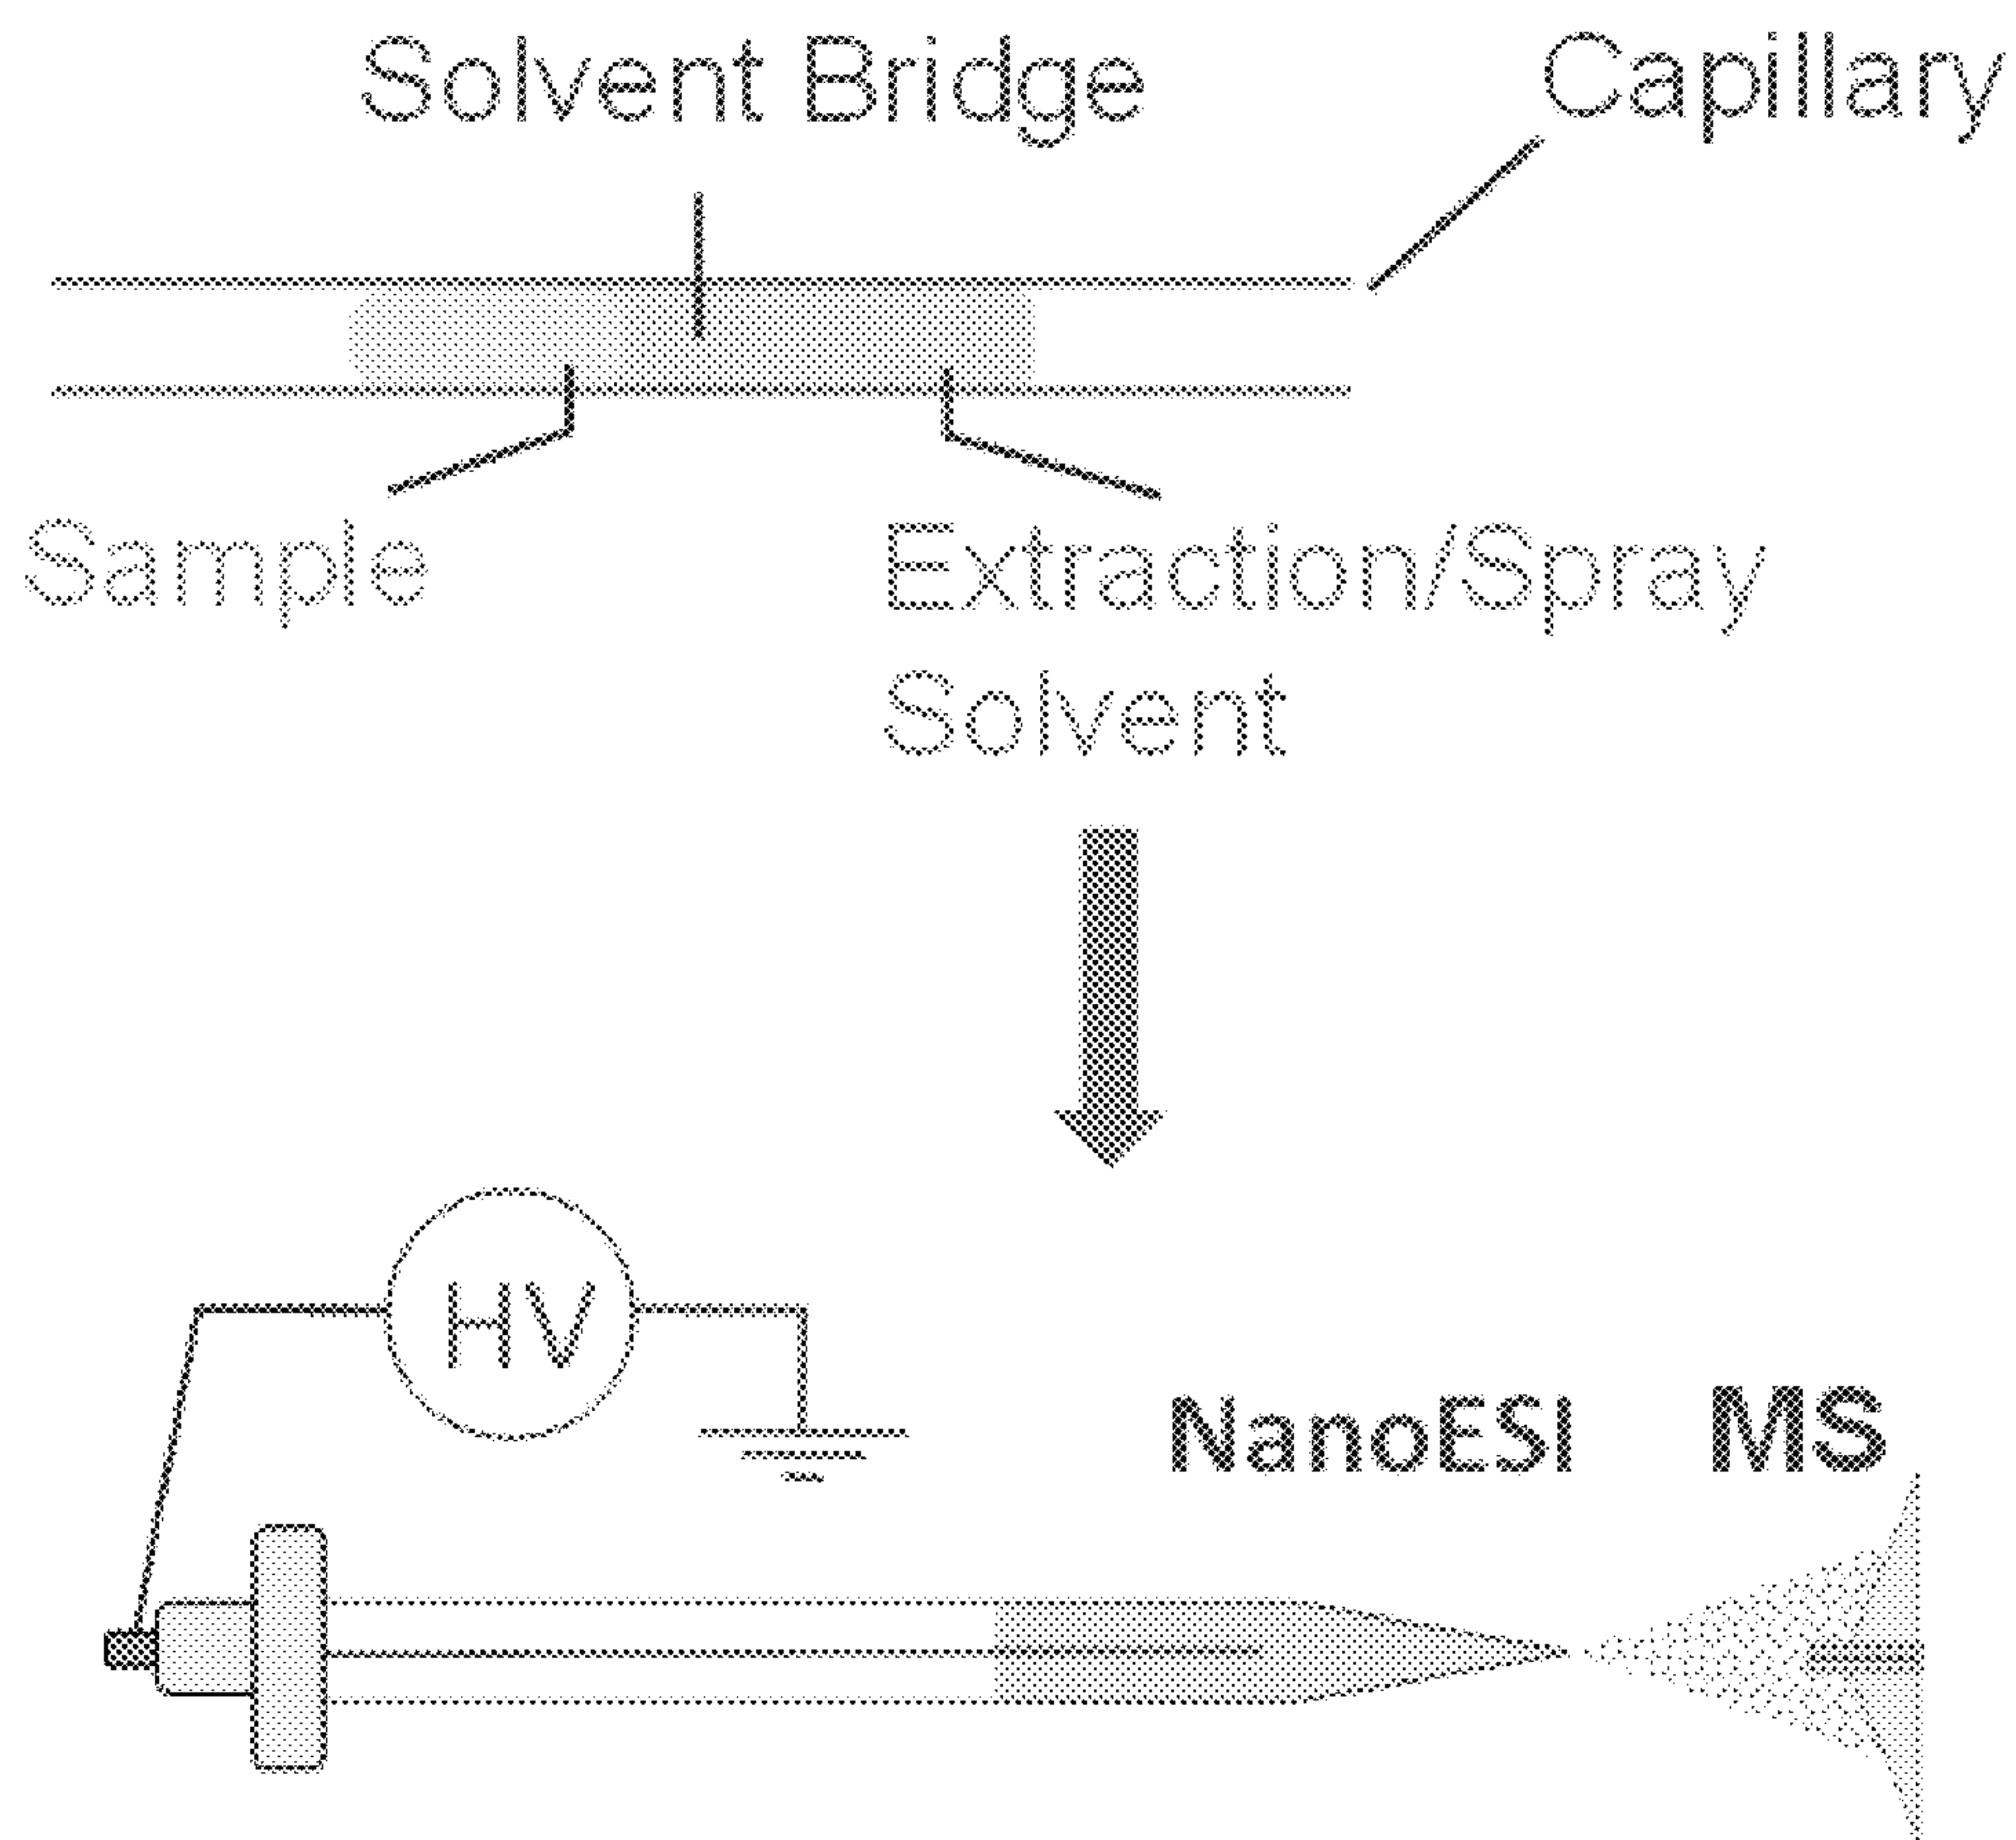 Solvent Bridge
Capillary
Sample
Extraction/Spray
Solvent
HV
NanoESI
MS